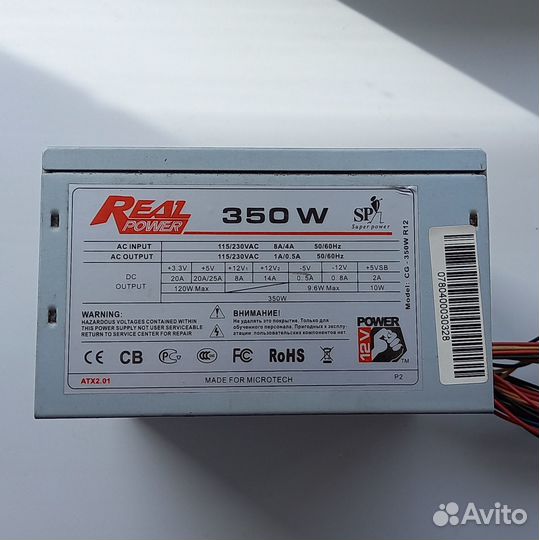 REAL POWER
350 W
SP
Super power
AC INPUT 115/230VAC 8A/4A 50/60Hz
AC OUTPUT 115/230VAC 1A/0.5A 50/60Hz
DC OUTPUT
+3.3V +5V +12V1 +12V2 -5V -12V +5VSB
20A 20A/25A 8A 14A 0.5A 0.8A 2A
120W Max 9.6W Max 10W
350W
Model: CG - 350W R12
WARNING:
HAZARDOUS VOLTAGES CONTAINED WITHIN
THIS POWER SUPPLY NOT USER SERVICEABLE
RETURN TO SERVICE CENTER FOR REPAIR
ВНИМАНИЕ!
Не удалять это покрытие. Только для
обученного персонала. Пригодных к эксплу-
атации пользователем компонентов нет.
POWER
12V
TM
CE CB CCC FC RoHS
ATX2.01
MADE FOR MICROTECH
P2
Avito